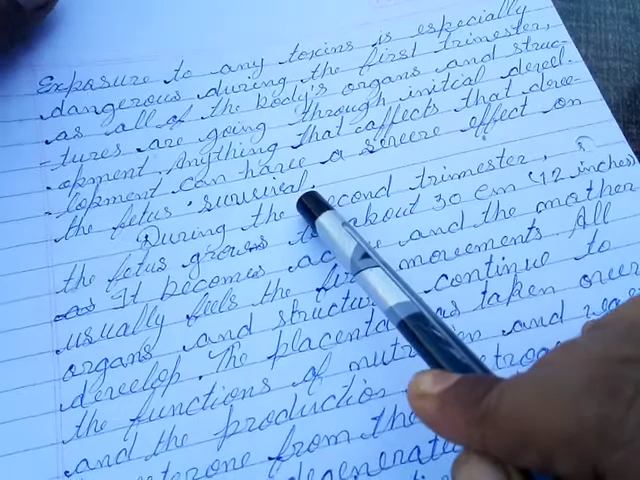 Exposure to any toxins is especially
dangerous during the first trimester,
as all of the body's organs and struc-
-tures are going through initial devel-
-opment. Anything that affects that deve-
-lopment can have a severe effect on
the fetus' survival.
During the second trimester,
the fetus grows to about 30 cm (12 inches)
It becomes and the mother
usually feels the movements All
organs and continue to
develop. The placenta has taken over
the functions of and
and the production
from the